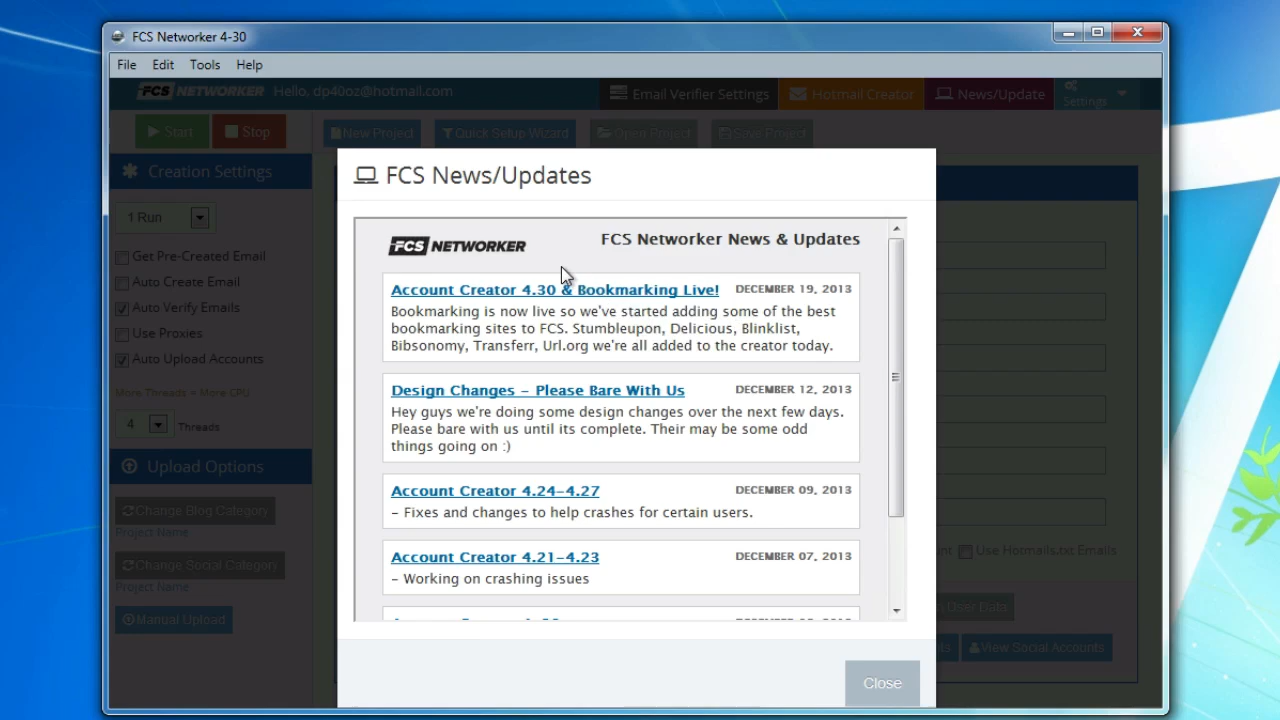 FCS Networker 4-30
File Edit Tools Help
FCS NETWORKER Hello, dp40oz@hotmail.com Email Verifier Settings Hotmail Creator News/Update Settings
Start Stop New Project Quick Setup Wizard Open Project Save Project
Creation Settings
1 Run
Get Pre-Created Email
Auto Create Email
Auto Verify Emails
Use Proxies
Auto Upload Accounts
More Threads = More CPU
4 Threads
Upload Options
Change Blog Category
Project Name
Change Social Category
Project Name
Manual Upload
FCS News/Updates
FCS NETWORKER FCS Networker News & Updates
Account Creator 4.30 & Bookmarking Live! DECEMBER 19, 2013
Bookmarking is now live so we've started adding some of the best
bookmarking sites to FCS. Stumbleupon, Delicious, Blinklist,
Bibsonomy, Transferr, Url.org we're all added to the creator today.
Design Changes – Please Bare With Us DECEMBER 12, 2013
Hey guys we're doing some design changes over the next few days.
Please bare with us until its complete. Their may be some odd
things going on :)
Account Creator 4.24–4.27 DECEMBER 09, 2013
– Fixes and changes to help crashes for certain users.
Account Creator 4.21–4.23 DECEMBER 07, 2013
– Working on crashing issues
Close
Use Hotmails.txt Emails
User Data
View Social Accounts